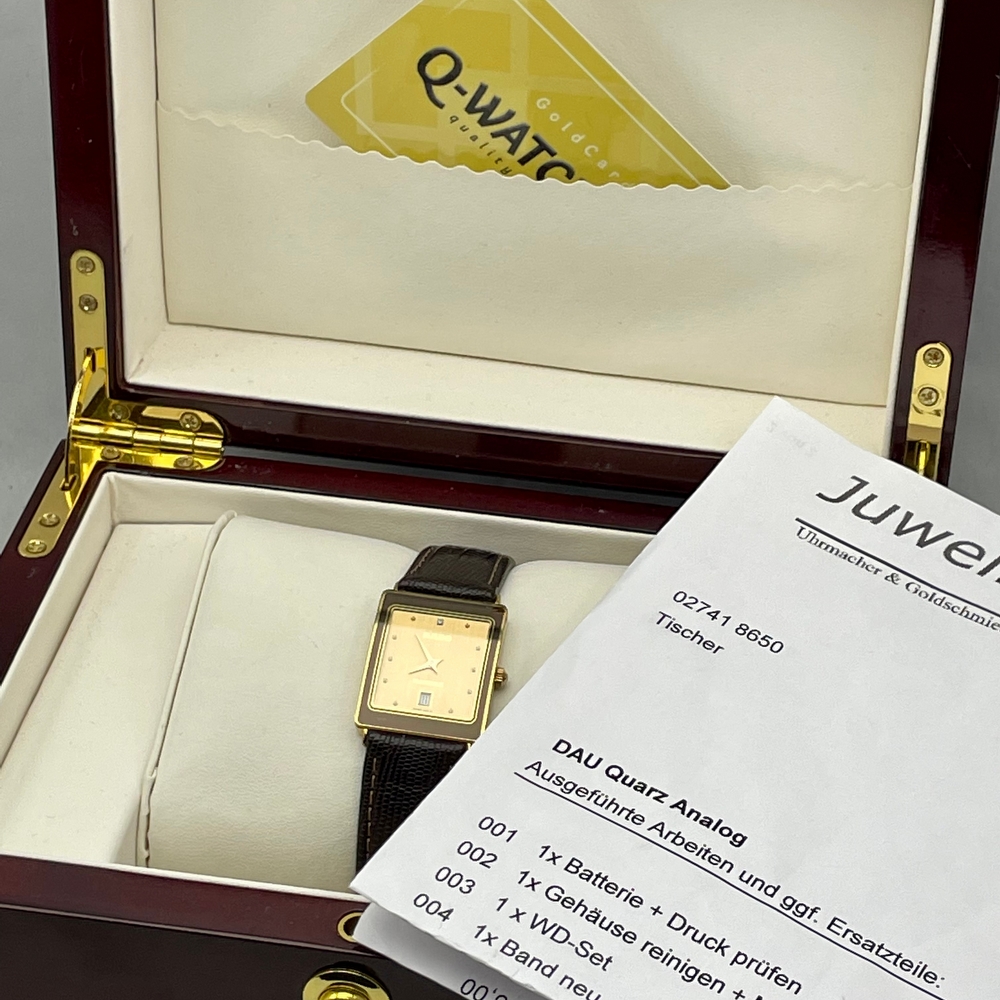 Q-WATC
GoldCar
quality
Juwel
Uhrmacher & Goldschmie
02741 8650
Tischer
DAU Quarz Analog
Ausgeführte Arbeiten und ggf. Ersatzteile:
001 1x Batterie + Druck prüfen
002 1x Gehäuse reinigen +
003 1 x WD-Set
004 1x Band neu